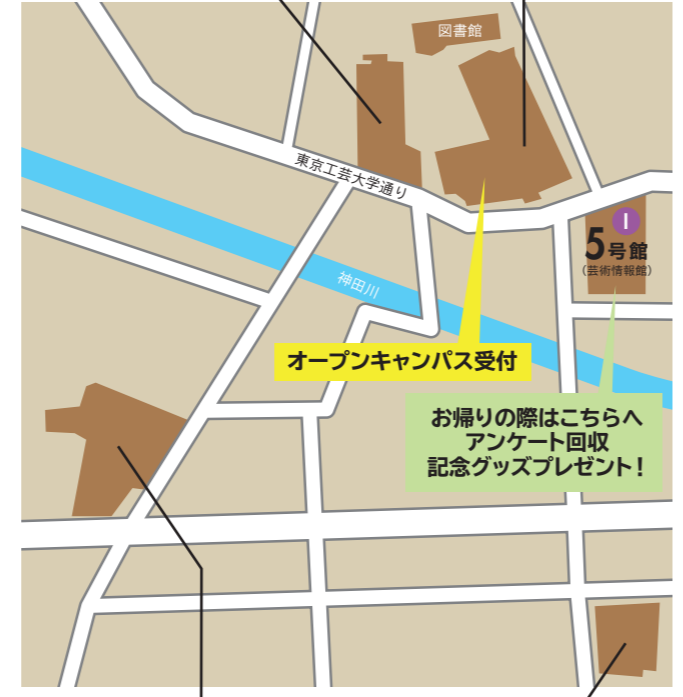 図書館
東京工芸大学通り
I
5号館
(芸術情報館)
神田川
オープンキャンパス受付
お帰りの際はこちらへ
アンケート回収
記念グッズプレゼント!